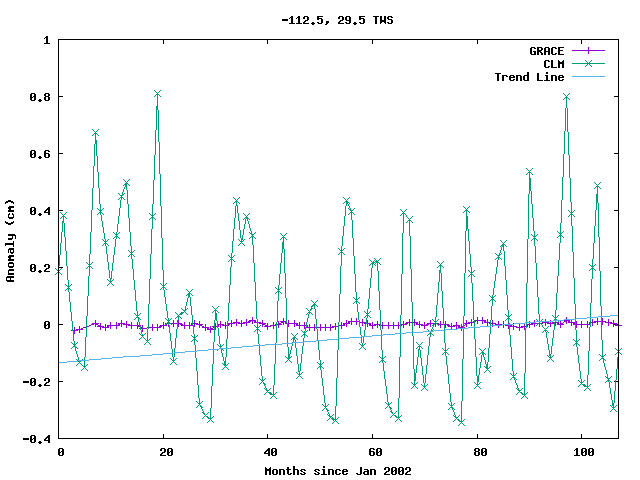 -112.5, 29.5 TWS
GRACE
CLM
Trend Line
1
0.8
0.6
0.4
0.2
0
-0.2
-0.4
Anomaly (cm)
0 20 40 60 80 100
Months since Jan 2002